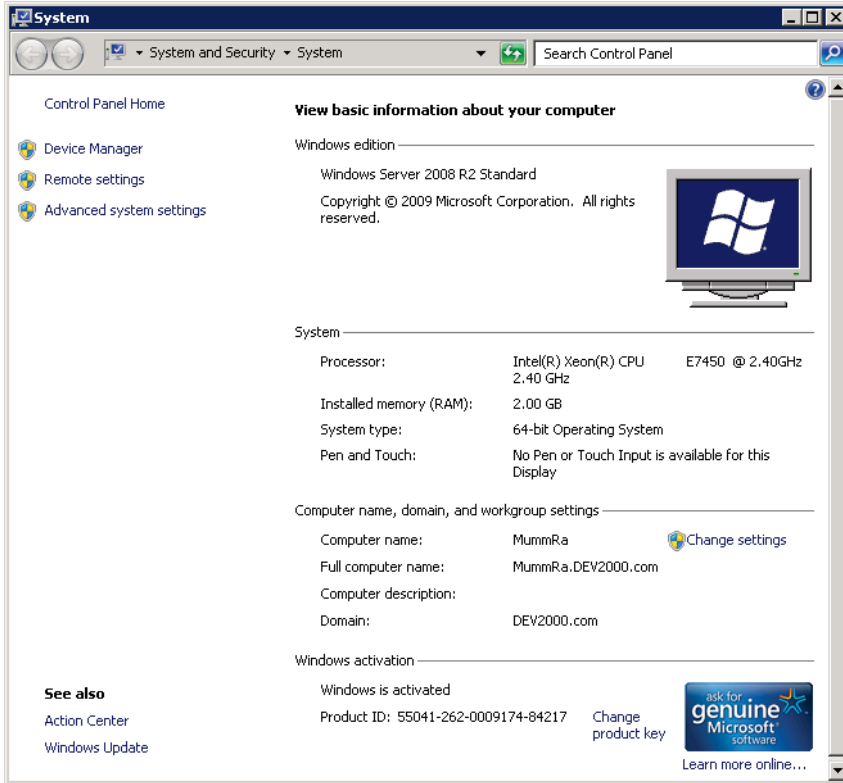 System
System and Security System
Search Control Panel
Control Panel Home
Device Manager
Remote settings
Advanced system settings
View basic information about your computer
Windows edition
Windows Server 2008 R2 Standard
Copyright © 2009 Microsoft Corporation. All rights
reserved.
System
Processor: Intel(R) Xeon(R) CPU E7450 @ 2.40GHz
2.40 GHz
Installed memory (RAM): 2.00 GB
System type: 64-bit Operating System
Pen and Touch: No Pen or Touch Input is available for this
Display
Computer name, domain, and workgroup settings
Computer name: MummRa Change settings
Full computer name: MummRa.DEV2000.com
Computer description:
Domain: DEV2000.com
Windows activation
Windows is activated
Product ID: 55041-262-0009174-84217 Change
product key
ask for
genuine
Microsoft
software
Learn more online...
See also
Action Center
Windows Update